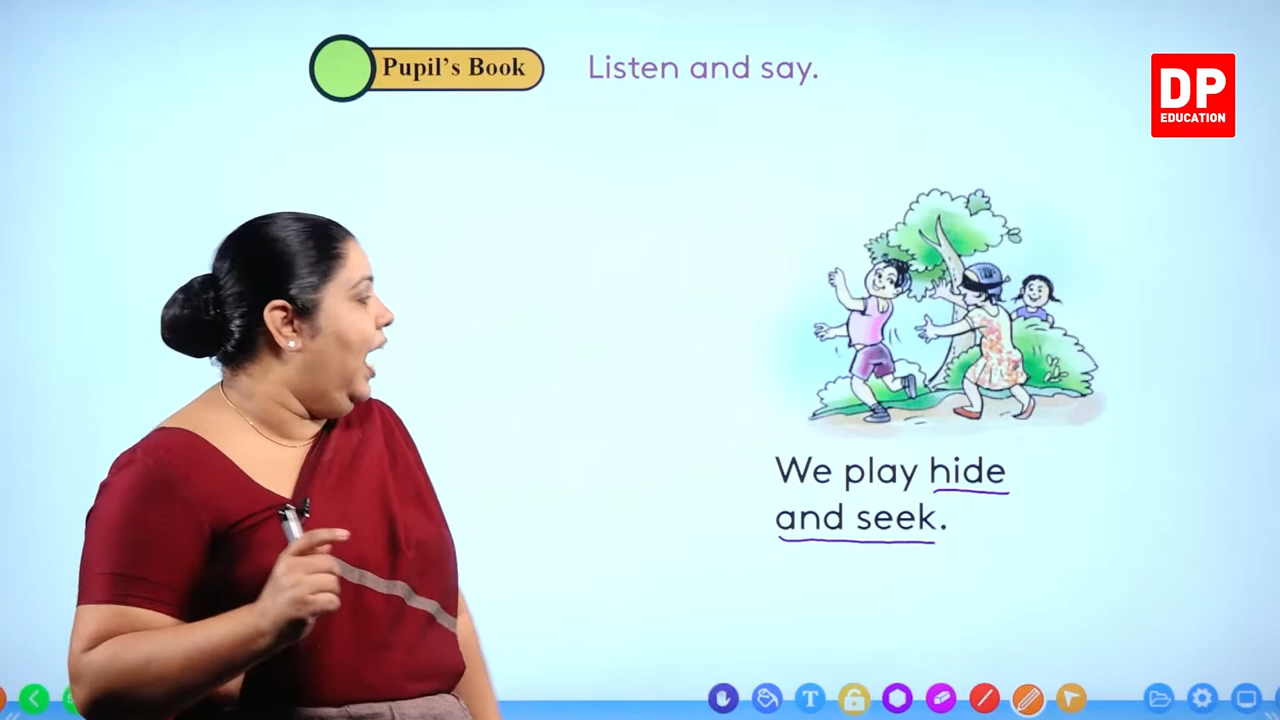 Pupil's Book
Listen and say.
DP
EDUCATION
We play hide
and seek.
T